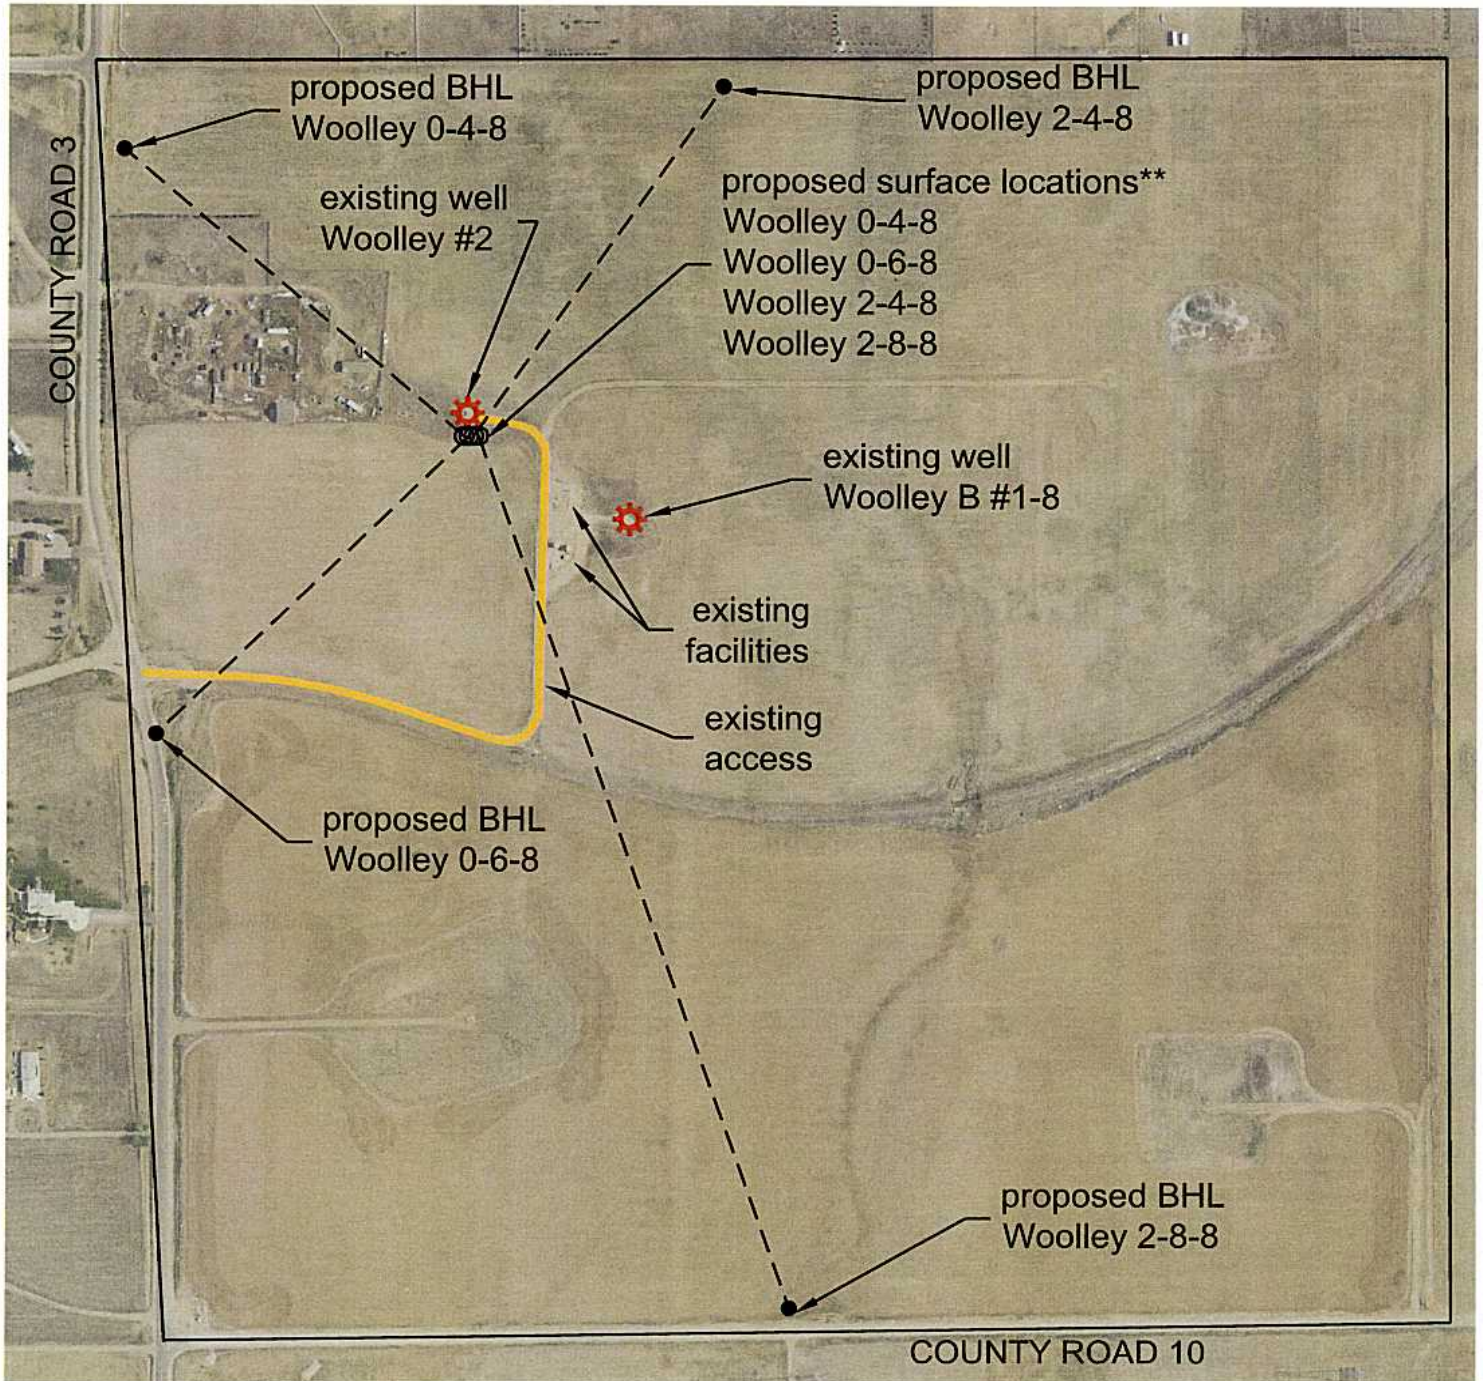 proposed BHL
Woolley 0-4-8
proposed BHL
Woolley 2-4-8
COUNTY ROAD 3
existing well
Woolley #2
proposed surface locations**
Woolley 0-4-8
Woolley 0-6-8
Woolley 2-4-8
Woolley 2-8-8
existing well
Woolley B #1-8
existing
facilities
existing
access
proposed BHL
Woolley 0-6-8
proposed BHL
Woolley 2-8-8
COUNTY ROAD 10